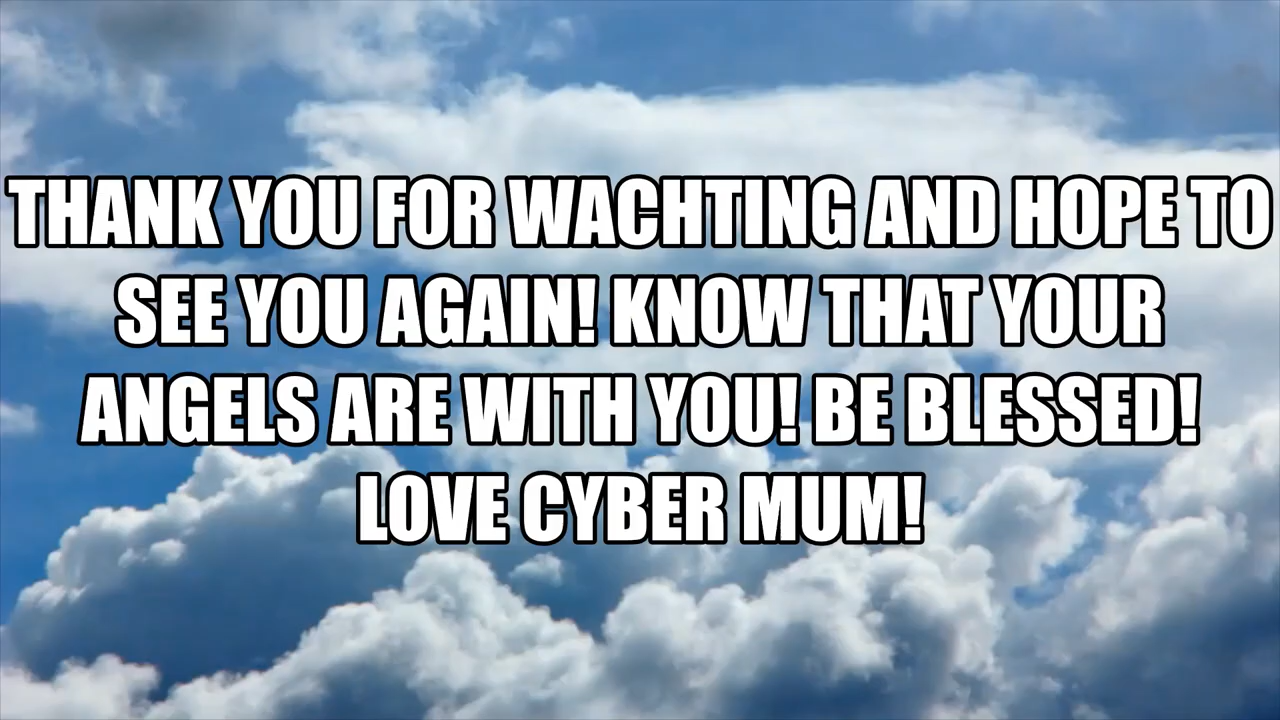 THANK YOU FOR WACHTING AND HOPE TO
SEE YOU AGAIN! KNOW THAT YOUR
ANGELS ARE WITH YOU! BE BLESSED!
LOVE CYBER MUM!